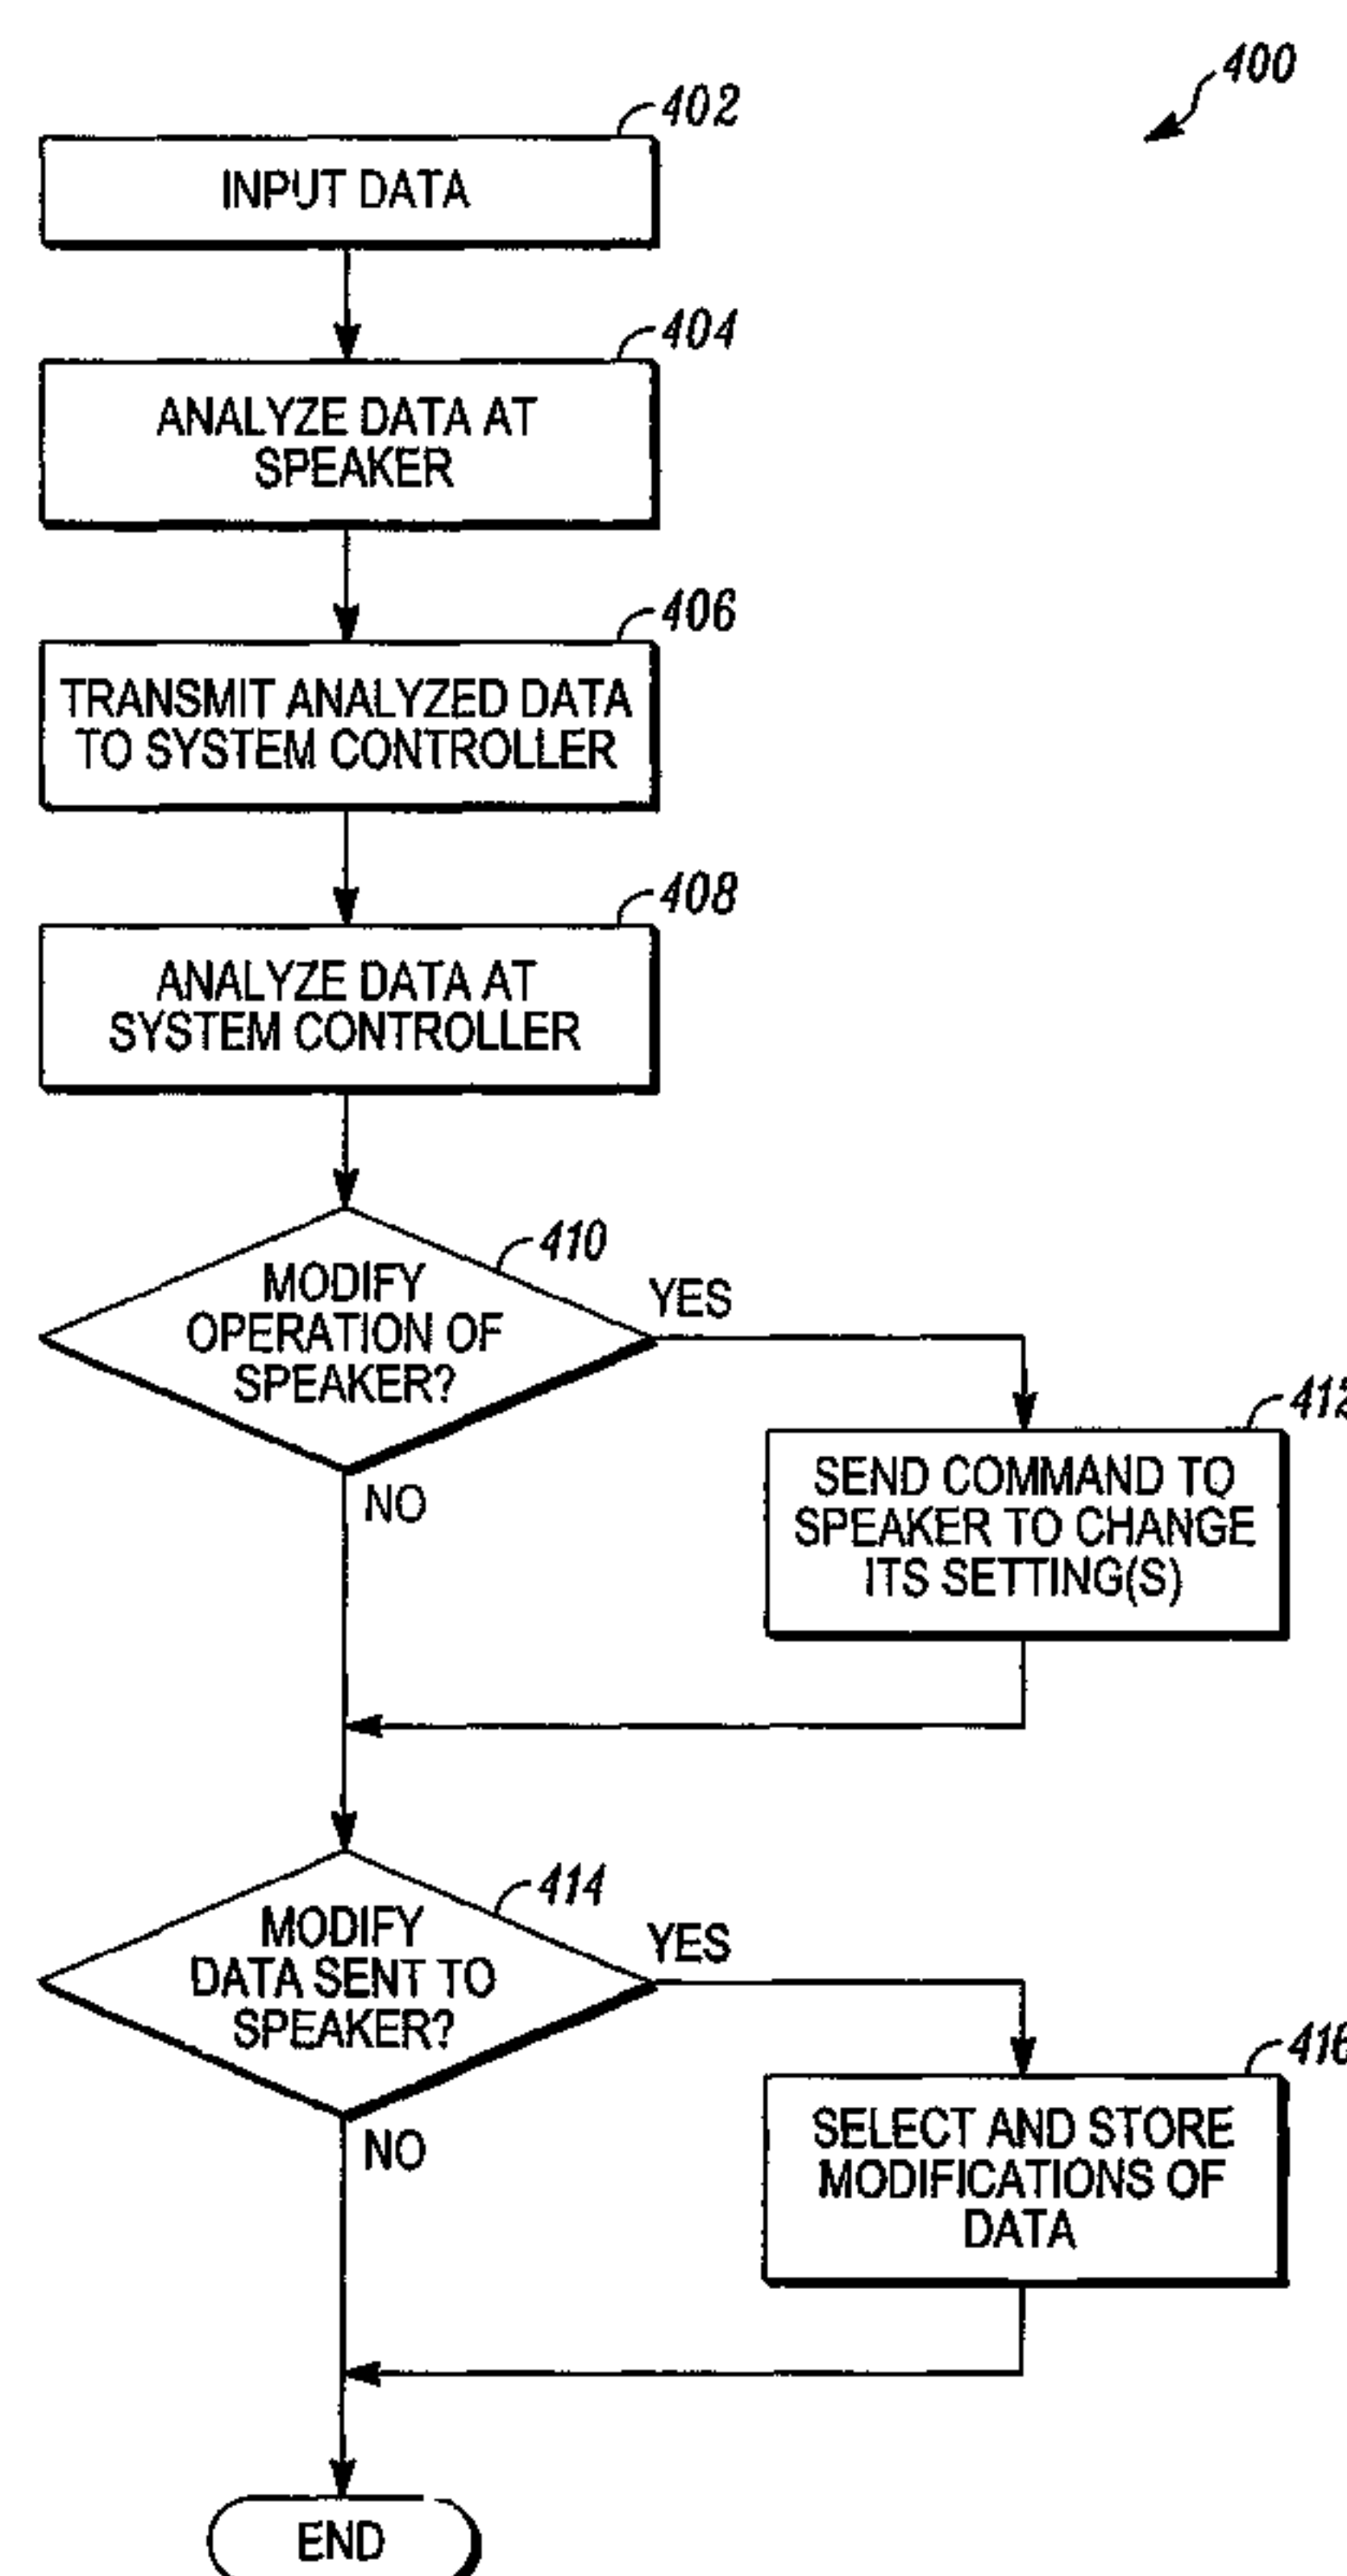 400
402
INPUT DATA
404
ANALYZE DATA AT
SPEAKER
406
TRANSMIT ANALYZED DATA
TO SYSTEM CONTROLLER
408
ANALYZE DATA AT
SYSTEM CONTROLLER
410
MODIFY
OPERATION OF
SPEAKER?
YES
NO
412
SEND COMMAND TO
SPEAKER TO CHANGE
ITS SETTING(S)
414
MODIFY
DATA SENT TO
SPEAKER?
YES
NO
416
SELECT AND STORE
MODIFICATIONS OF
DATA
END